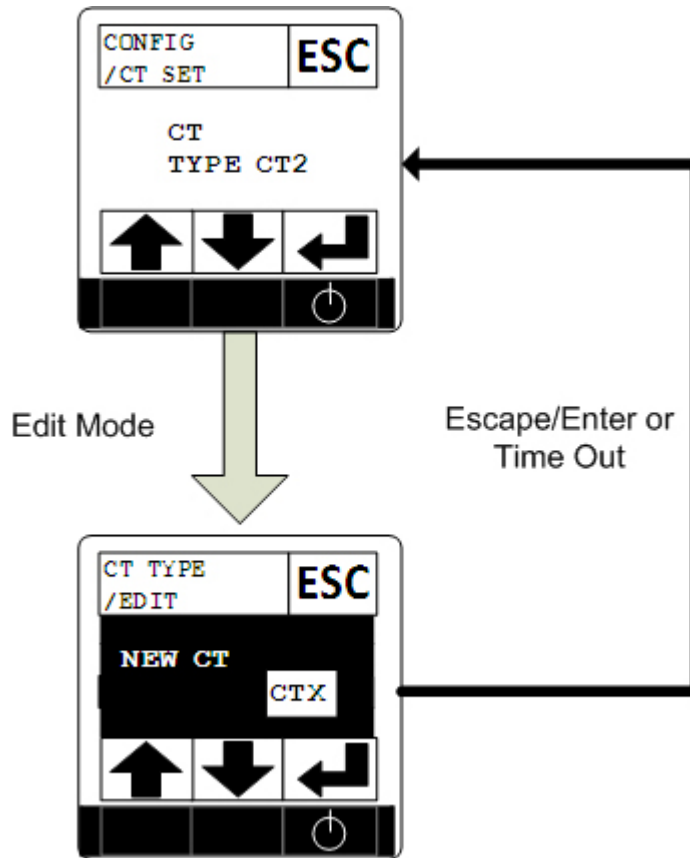 CONFIG
/CT SET
ESC
CT
TYPE CT2
Edit Mode
Escape/Enter or
Time Out
CT TYPE
/EDIT
ESC
NEW CT
CTX